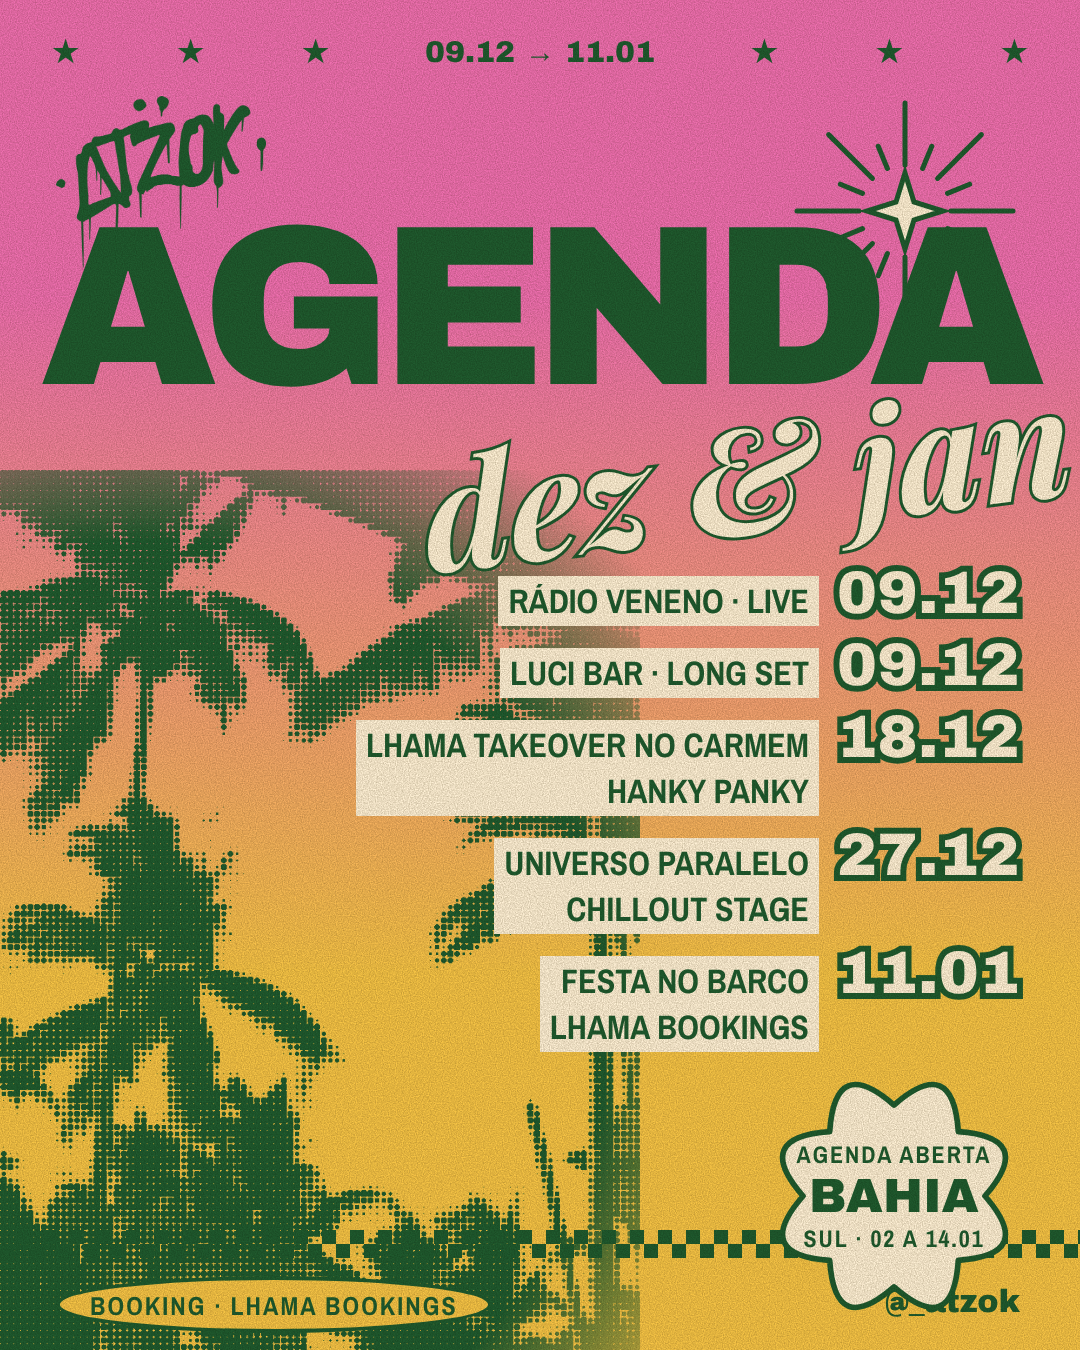 ★ ★ ★ 09.12 → 11.01 ★ ★ ★
ATZOK
AGENDA
dez & jan
RÁDIO VENENO · LIVE 09.12
LUCI BAR · LONG SET 09.12
LHAMA TAKEOVER NO CARMEM 18.12
HANKY PANKY
UNIVERSO PARALELO 27.12
CHILLOUT STAGE
FESTA NO BARCO 11.01
LHAMA BOOKINGS
AGENDA ABERTA
BAHIA
SUL · 02 A 14.01
BOOKING · LHAMA BOOKINGS
@_atzok